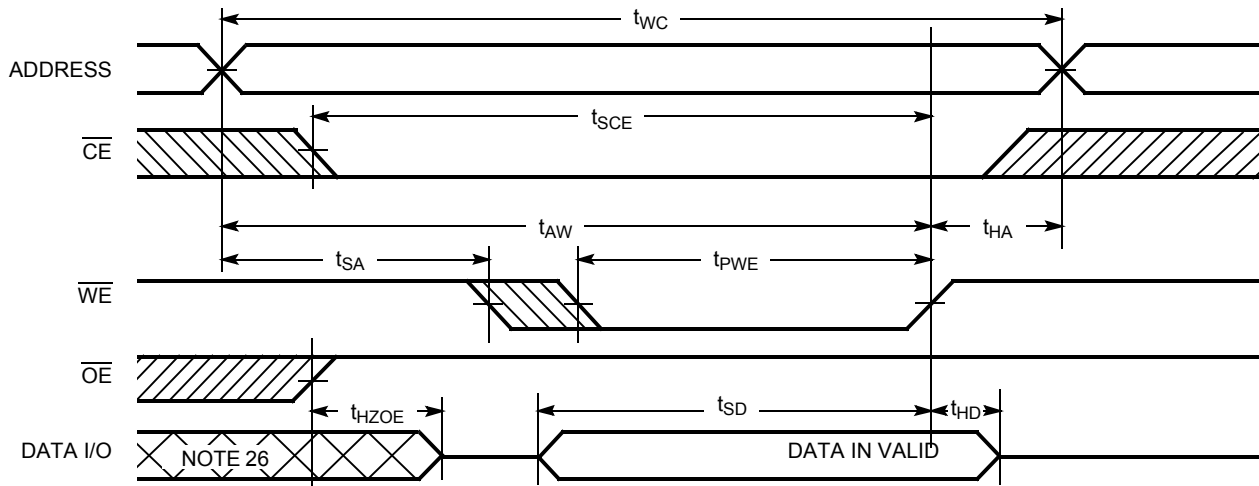 tWC
ADDRESS
tSCE
CE
tAW
tHA
tSA
tPWE
WE
OE
tHZOE
tSD
tHD
DATA I/O
NOTE 26
DATA IN VALID